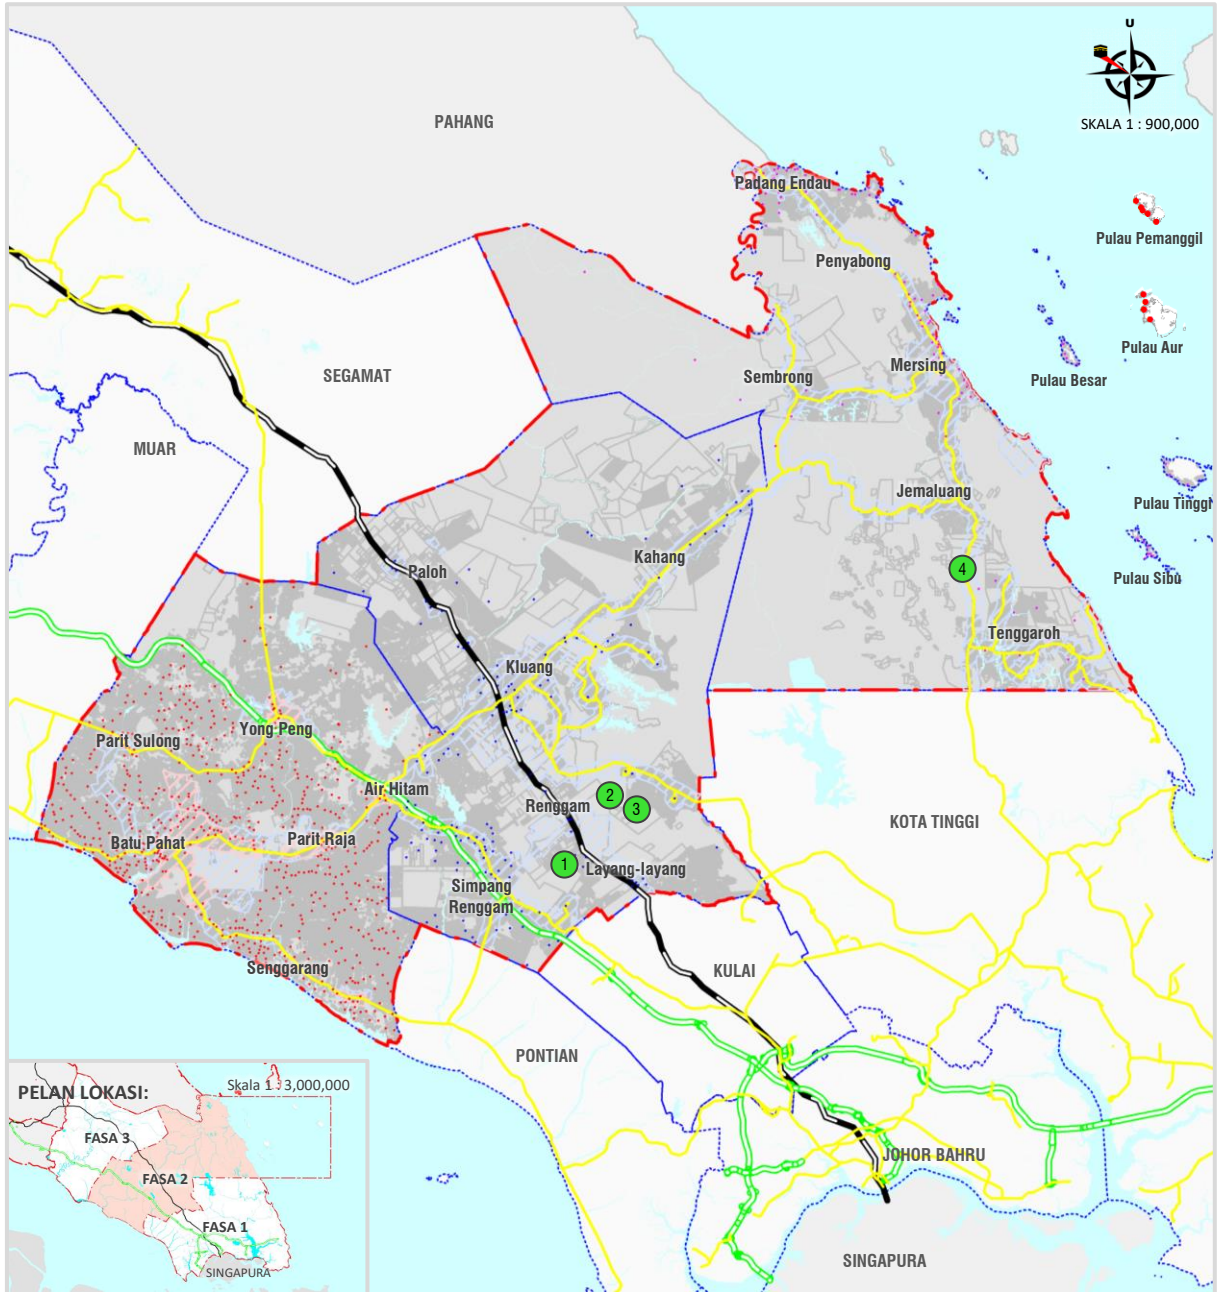 U
SKALA 1 : 900,000
PAHANG
Padang Endau
Pulau Pemanggil
Penyabong
Pulau Aur
Mersing
SEGAMAT
Sembrong
Pulau Besar
MUAR
Jemaluang
Pulau Tinggi
Kahang
4
Paloh
Pulau Sibu
Tenggaroh
Kluang
Yong Peng
Parit Sulong
Air Hitam
2
Renggam
3
KOTA TINGGI
Parit Raja
Batu Pahat
1
Layang-layang
Simpang
Renggam
Senggarang
KULAI
PONTIAN
PELAN LOKASI:
Skala 1 : 3,000,000
FASA 3
FASA 2
FASA 1
SINGAPURA
JOHOR BAHRU
SINGAPURA